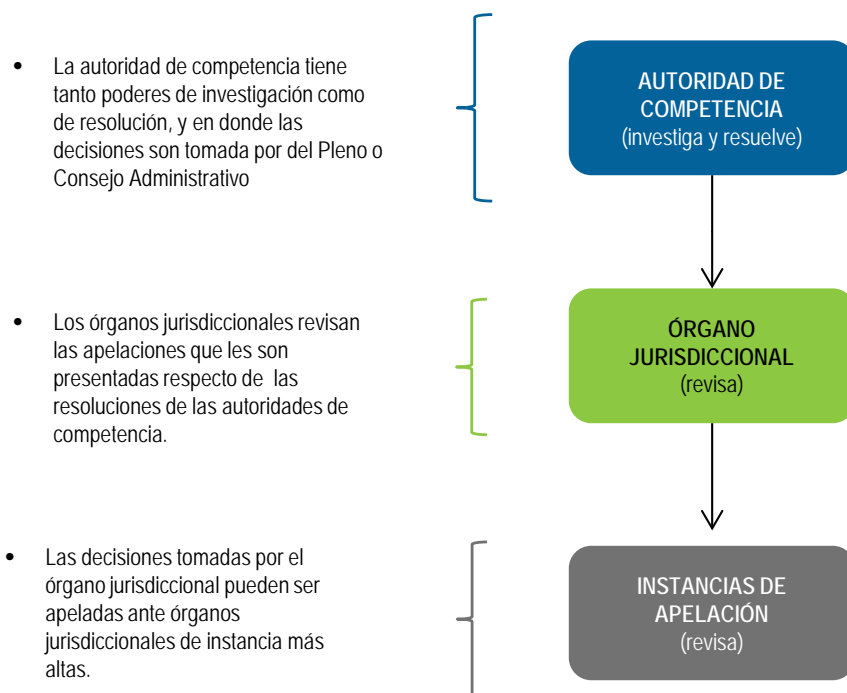 • La autoridad de competencia tiene
tanto poderes de investigación como
de resolución, y en donde las
decisiones son tomada por del Pleno o
Consejo Administrativo
AUTORIDAD DE
COMPETENCIA
(investiga y resuelve)
• Los órganos jurisdiccionales revisan
las apelaciones que les son
presentadas respecto de las
resoluciones de las autoridades de
competencia.
ÓRGANO
JURISDICCIONAL
(revisa)
• Las decisiones tomadas por el
órgano jurisdiccional pueden ser
apeladas ante órganos
jurisdiccionales de instancia más
altas.
INSTANCIAS DE
APELACIÓN
(revisa)